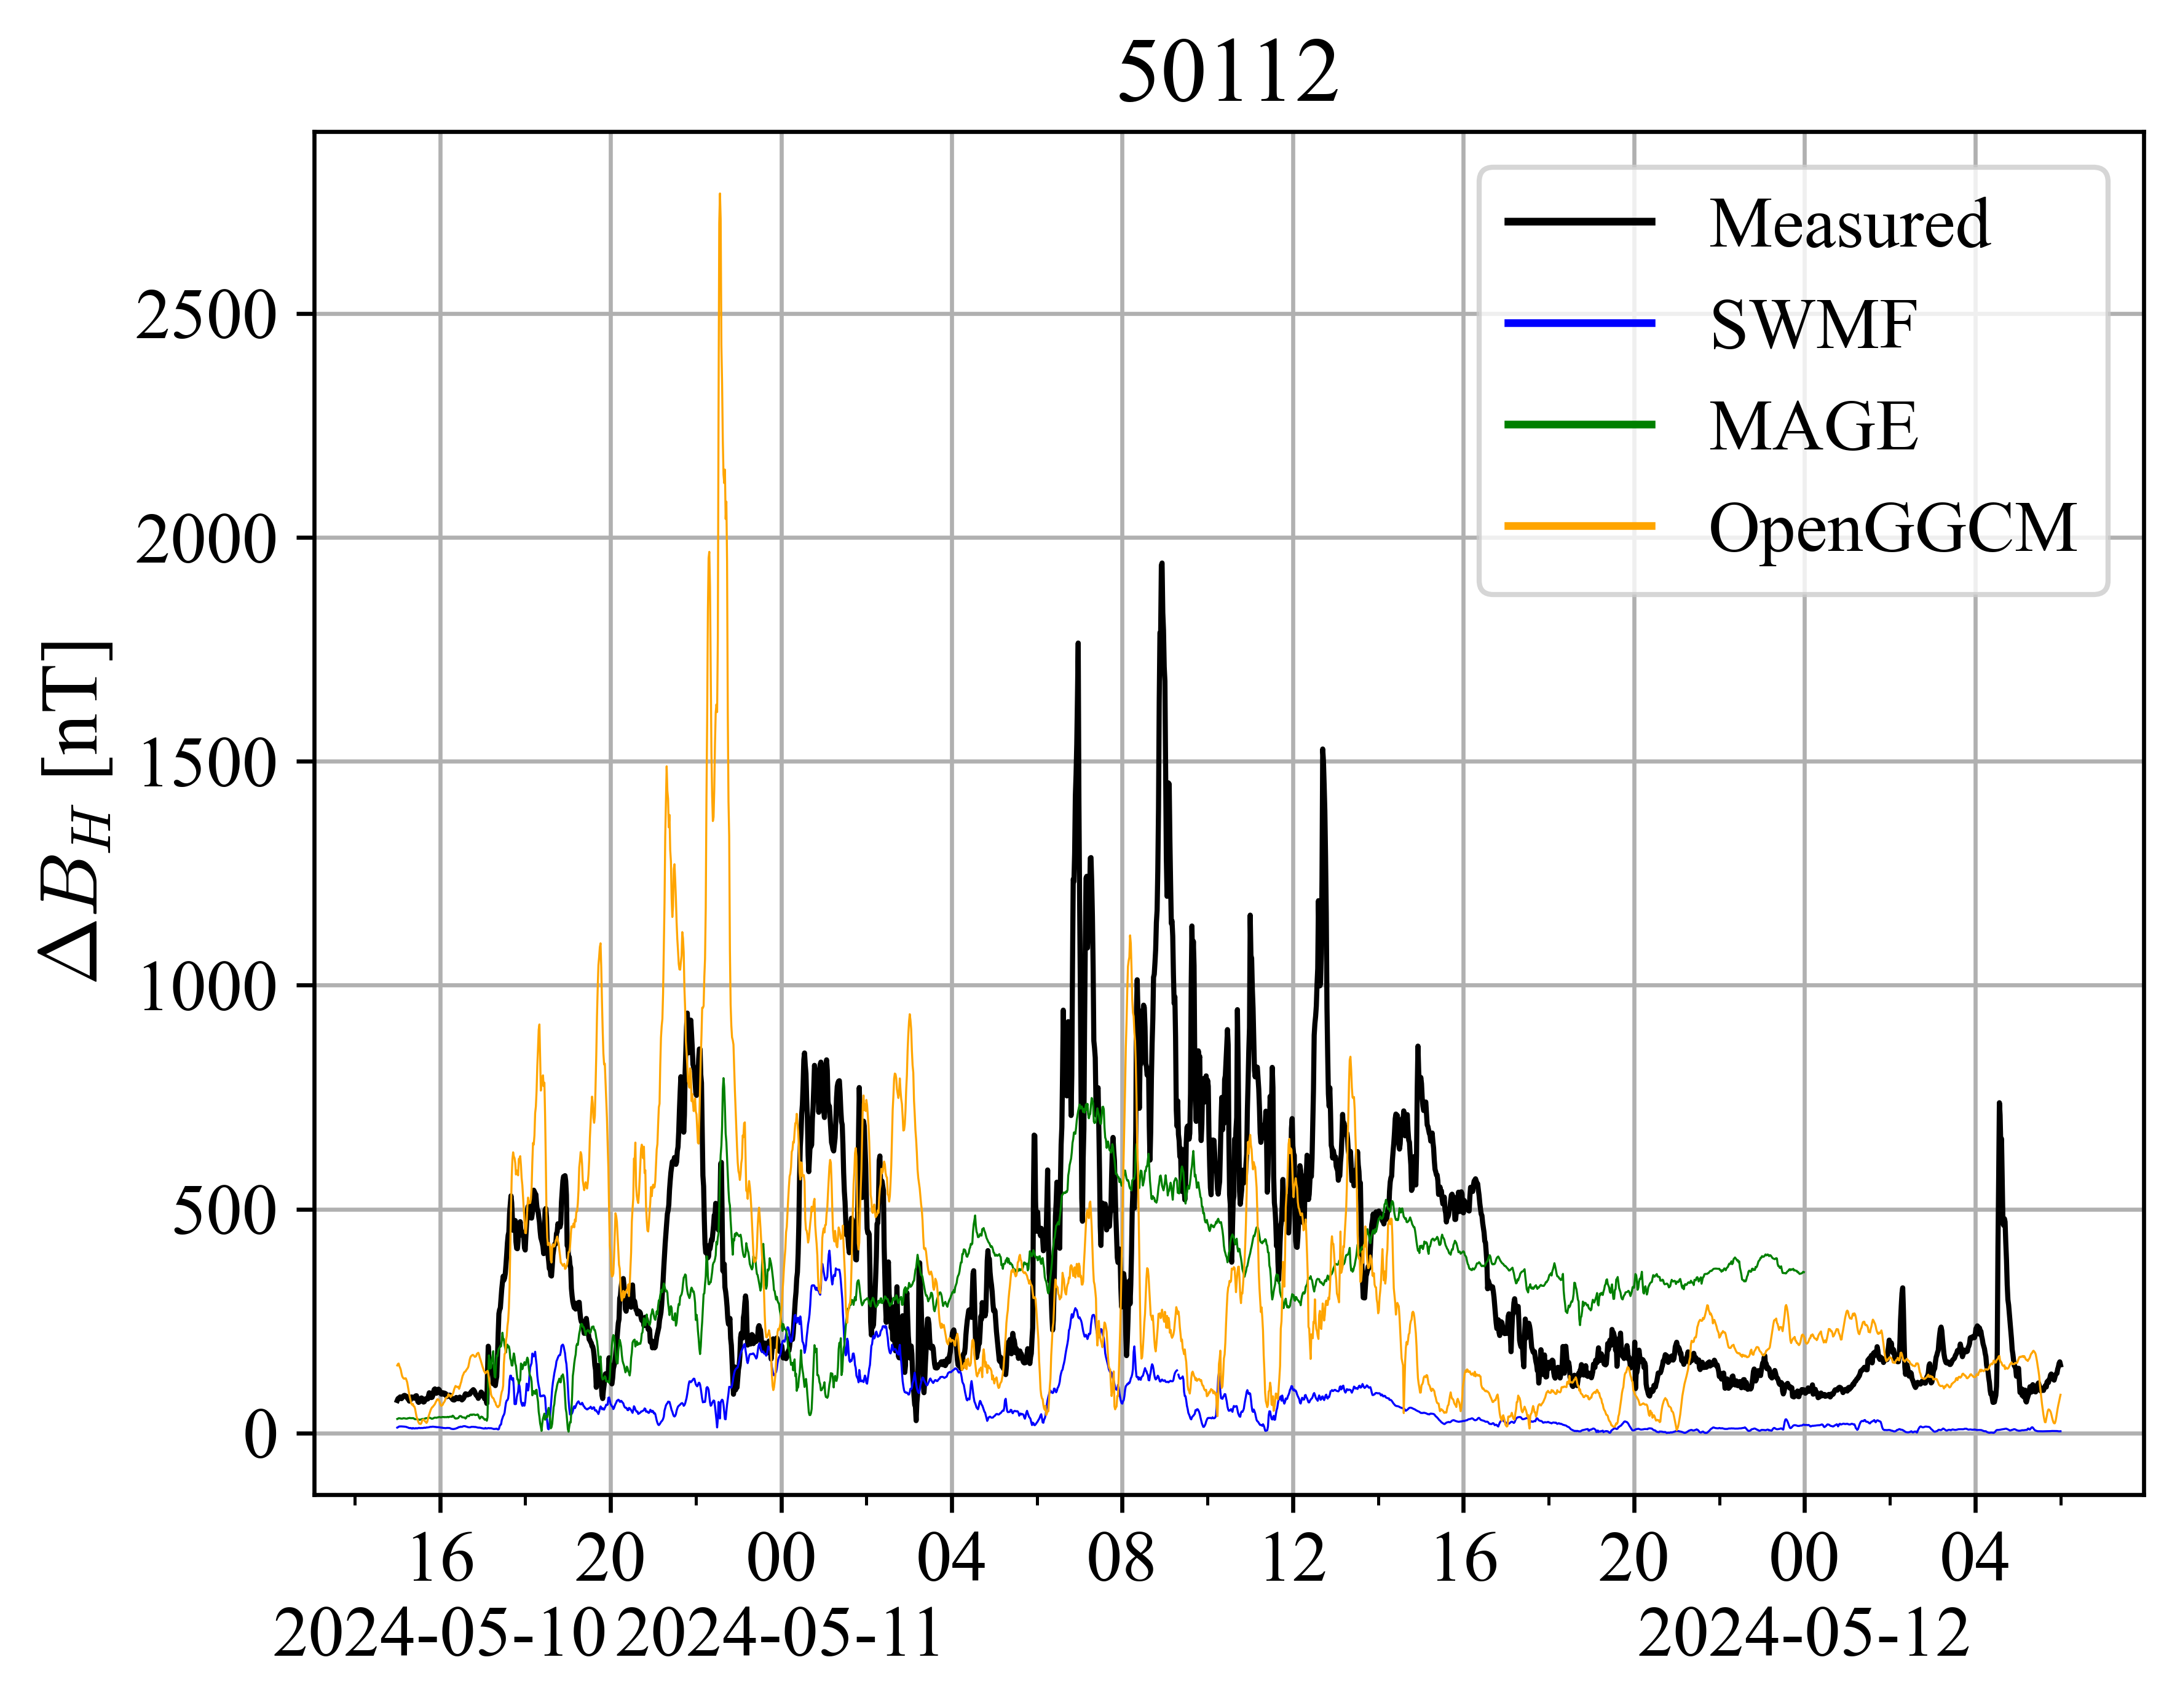 50112
Measured
SWMF
MAGE
OpenGGCM
ΔB_H [nT]
2500
2000
1500
1000
500
0
16 20 00 04 08 12 16 20 00 04
2024-05-10 2024-05-11 2024-05-12